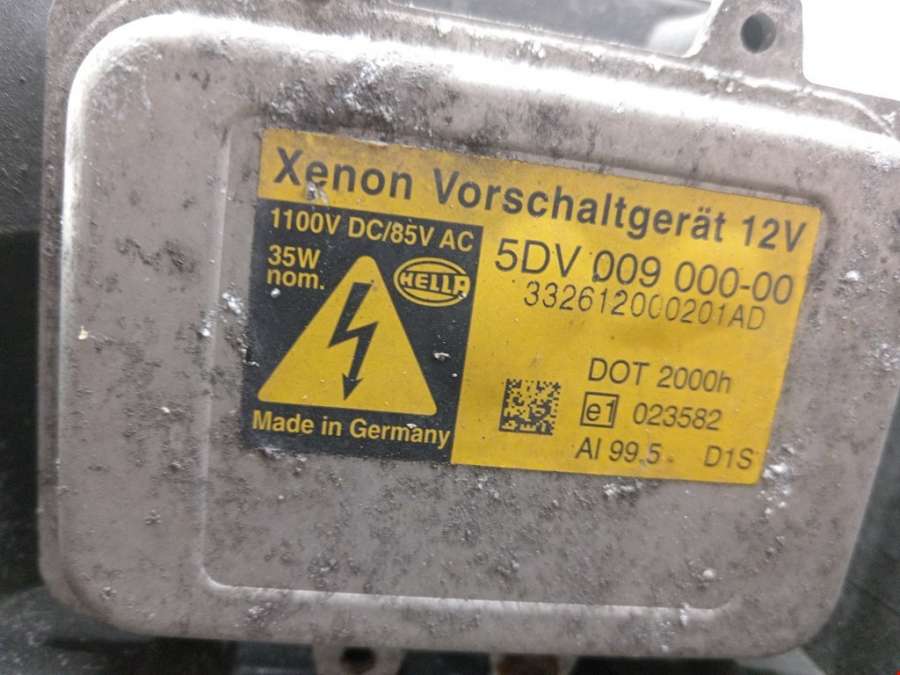 Xenon Vorschaltgerät 12V
1100V DC/85V AC
35W
nom.
HELLA
5DV 009 000-00
332612000201AD
DOT 2000h
e1 023582
Made in Germany
AI 99.5 D1S